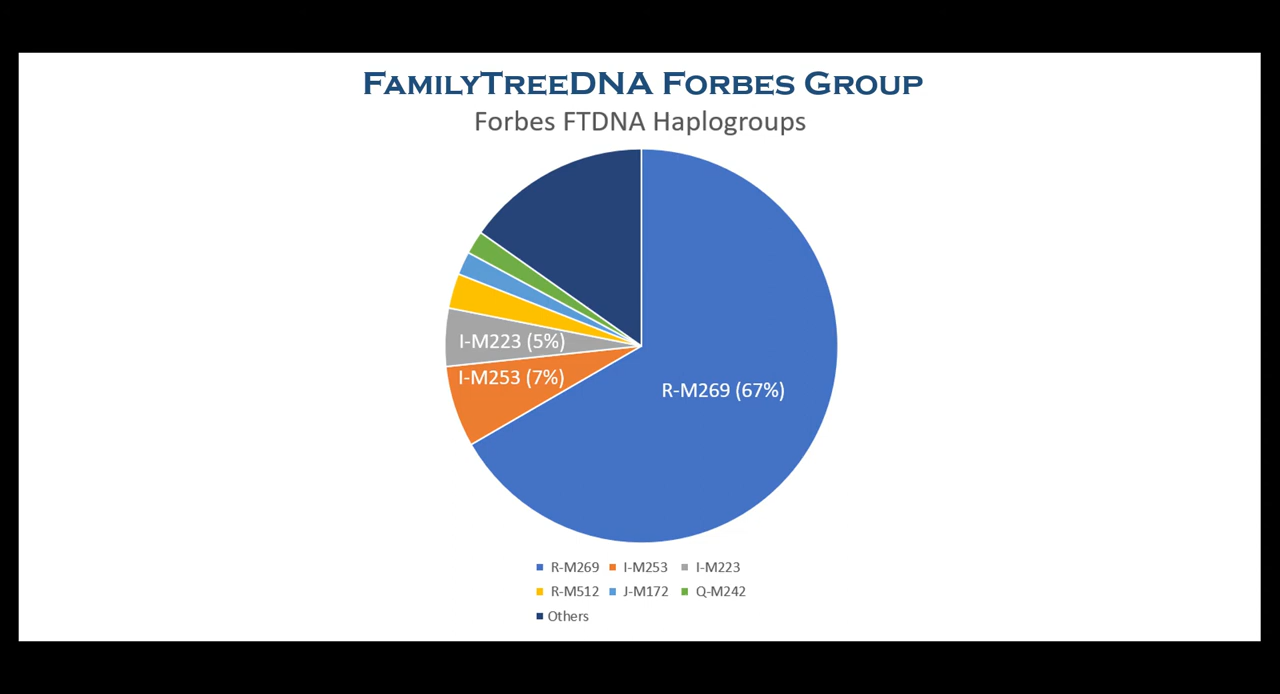 FamilyTreeDNA Forbes Group
Forbes FTDNA Haplogroups
I-M223 (5%)
I-M253 (7%)
R-M269 (67%)
R-M269 I-M253 I-M223
R-M512 J-M172 Q-M242
Others